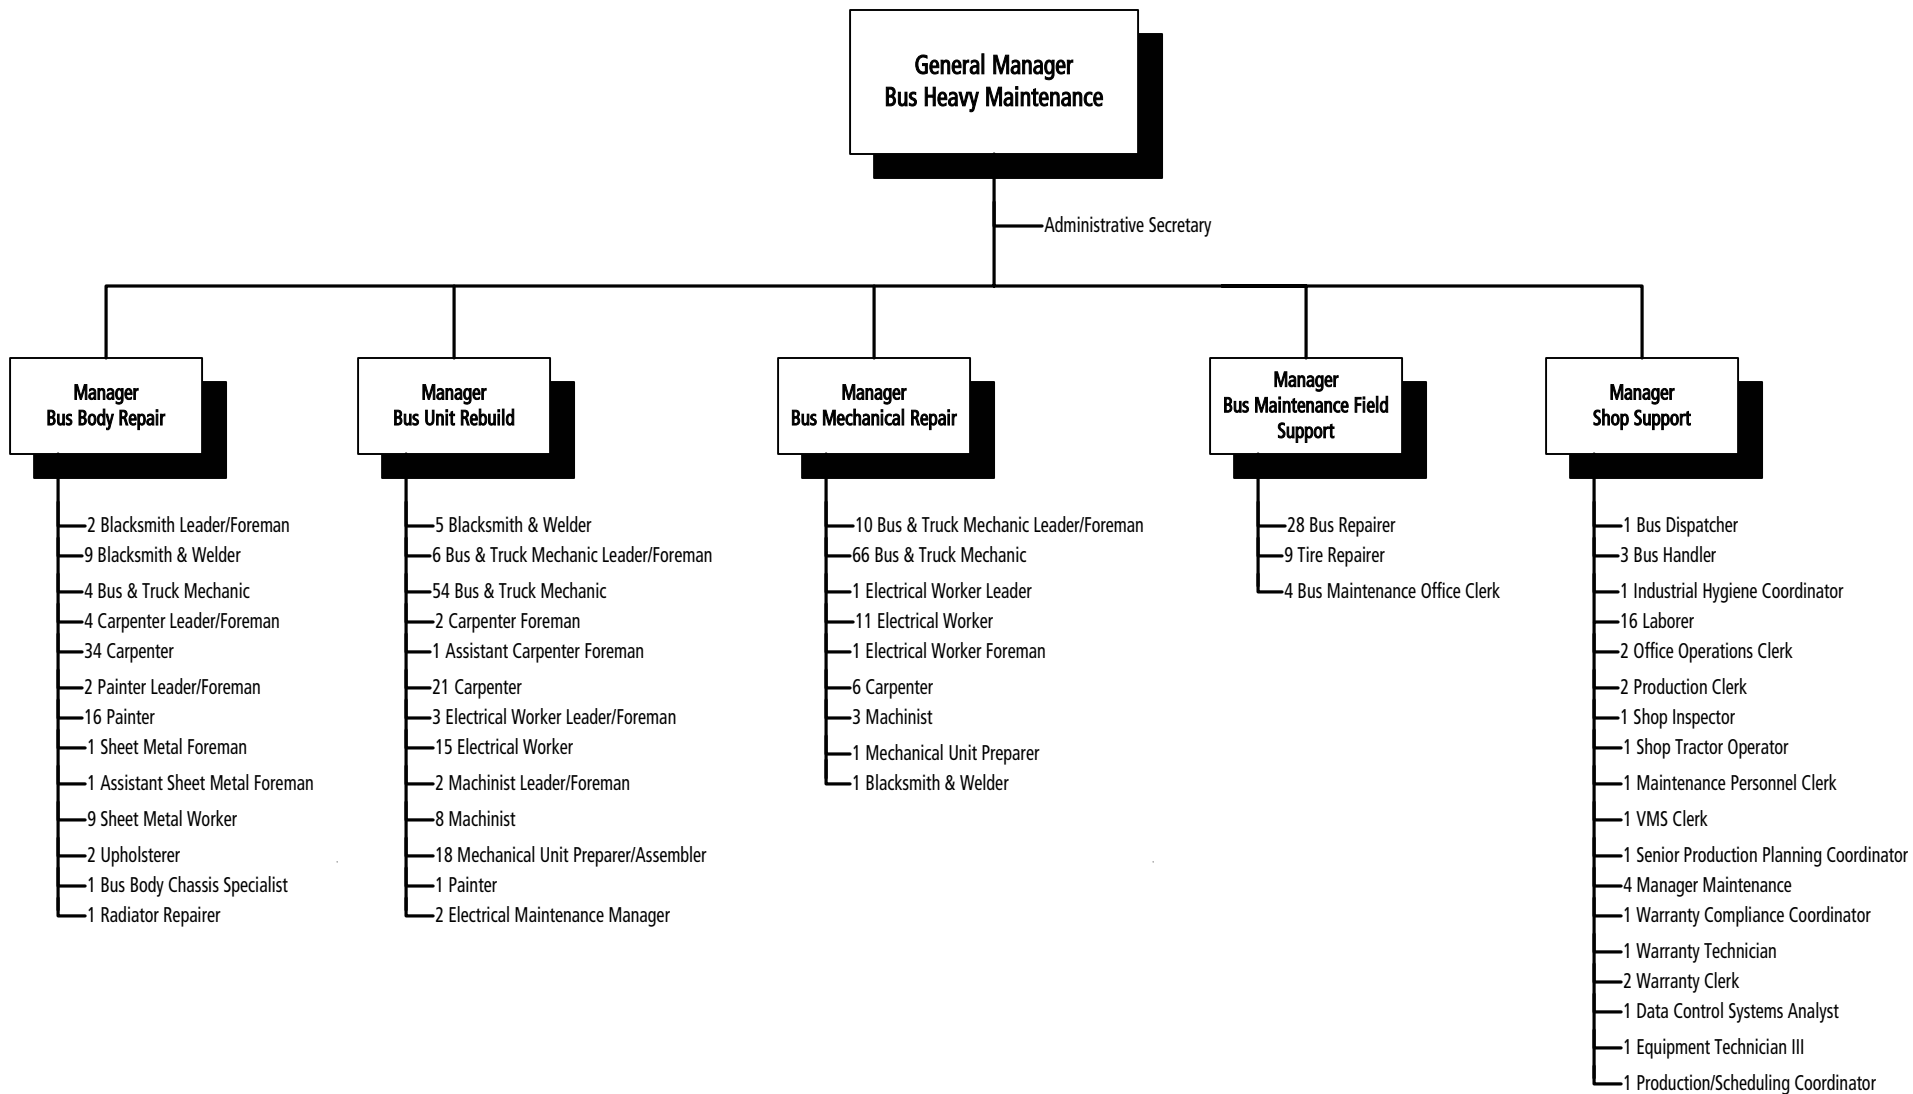 General Manager
Bus Heavy Maintenance
Administrative Secretary
Manager
Bus Body Repair
2 Blacksmith Leader/Foreman
9 Blacksmith & Welder
4 Bus & Truck Mechanic
4 Carpenter Leader/Foreman
34 Carpenter
2 Painter Leader/Foreman
16 Painter
1 Sheet Metal Foreman
1 Assistant Sheet Metal Foreman
9 Sheet Metal Worker
2 Upholsterer
1 Bus Body Chassis Specialist
1 Radiator Repairer
Manager
Bus Unit Rebuild
5 Blacksmith & Welder
6 Bus & Truck Mechanic Leader/Foreman
54 Bus & Truck Mechanic
2 Carpenter Foreman
1 Assistant Carpenter Foreman
21 Carpenter
3 Electrical Worker Leader/Foreman
15 Electrical Worker
2 Machinist Leader/Foreman
8 Machinist
18 Mechanical Unit Preparer/Assembler
1 Painter
2 Electrical Maintenance Manager
Manager
Bus Mechanical Repair
10 Bus & Truck Mechanic Leader/Foreman
66 Bus & Truck Mechanic
1 Electrical Worker Leader
11 Electrical Worker
1 Electrical Worker Foreman
6 Carpenter
3 Machinist
1 Mechanical Unit Preparer
1 Blacksmith & Welder
Manager
Bus Maintenance Field
Support
28 Bus Repairer
9 Tire Repairer
4 Bus Maintenance Office Clerk
Manager
Shop Support
1 Bus Dispatcher
3 Bus Handler
1 Industrial Hygiene Coordinator
16 Laborer
2 Office Operations Clerk
2 Production Clerk
1 Shop Inspector
1 Shop Tractor Operator
1 Maintenance Personnel Clerk
1 VMS Clerk
1 Senior Production Planning Coordinator
4 Manager Maintenance
1 Warranty Compliance Coordinator
1 Warranty Technician
2 Warranty Clerk
1 Data Control Systems Analyst
1 Equipment Technician III
1 Production/Scheduling Coordinator